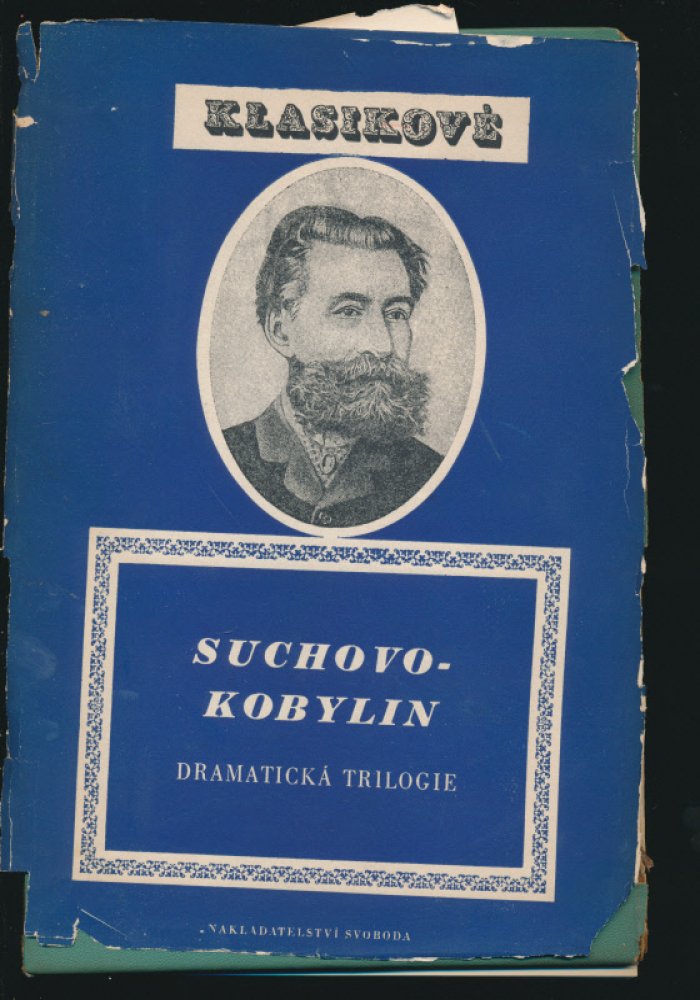 KLASIKOVÉ
SUCHOVO-
KOBYLIN
DRAMATICKÁ TRILOGIE
NAKLADATELSTVÍ SVOBODA